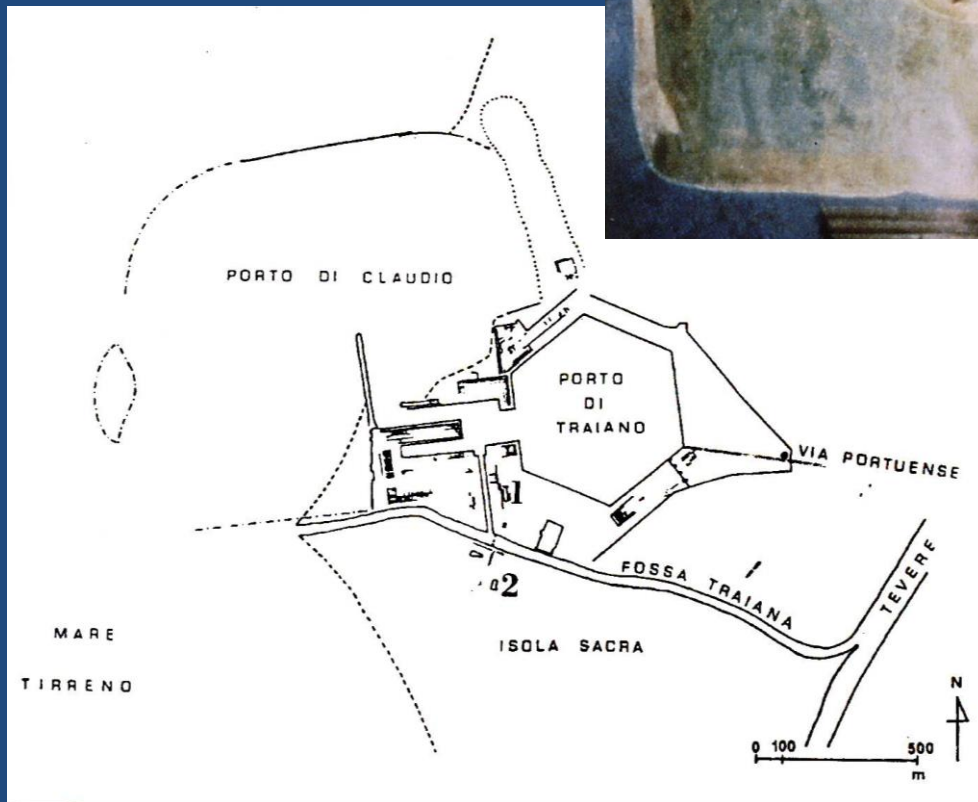 PORTO DI CLAUDIO
PORTO
DI
TRAIANO
VIA PORTUENSE
1
2
FOSSA TRAIANA
TEVERE
MARE
TIRRENO
ISOLA SACRA
N
0 100 500
m